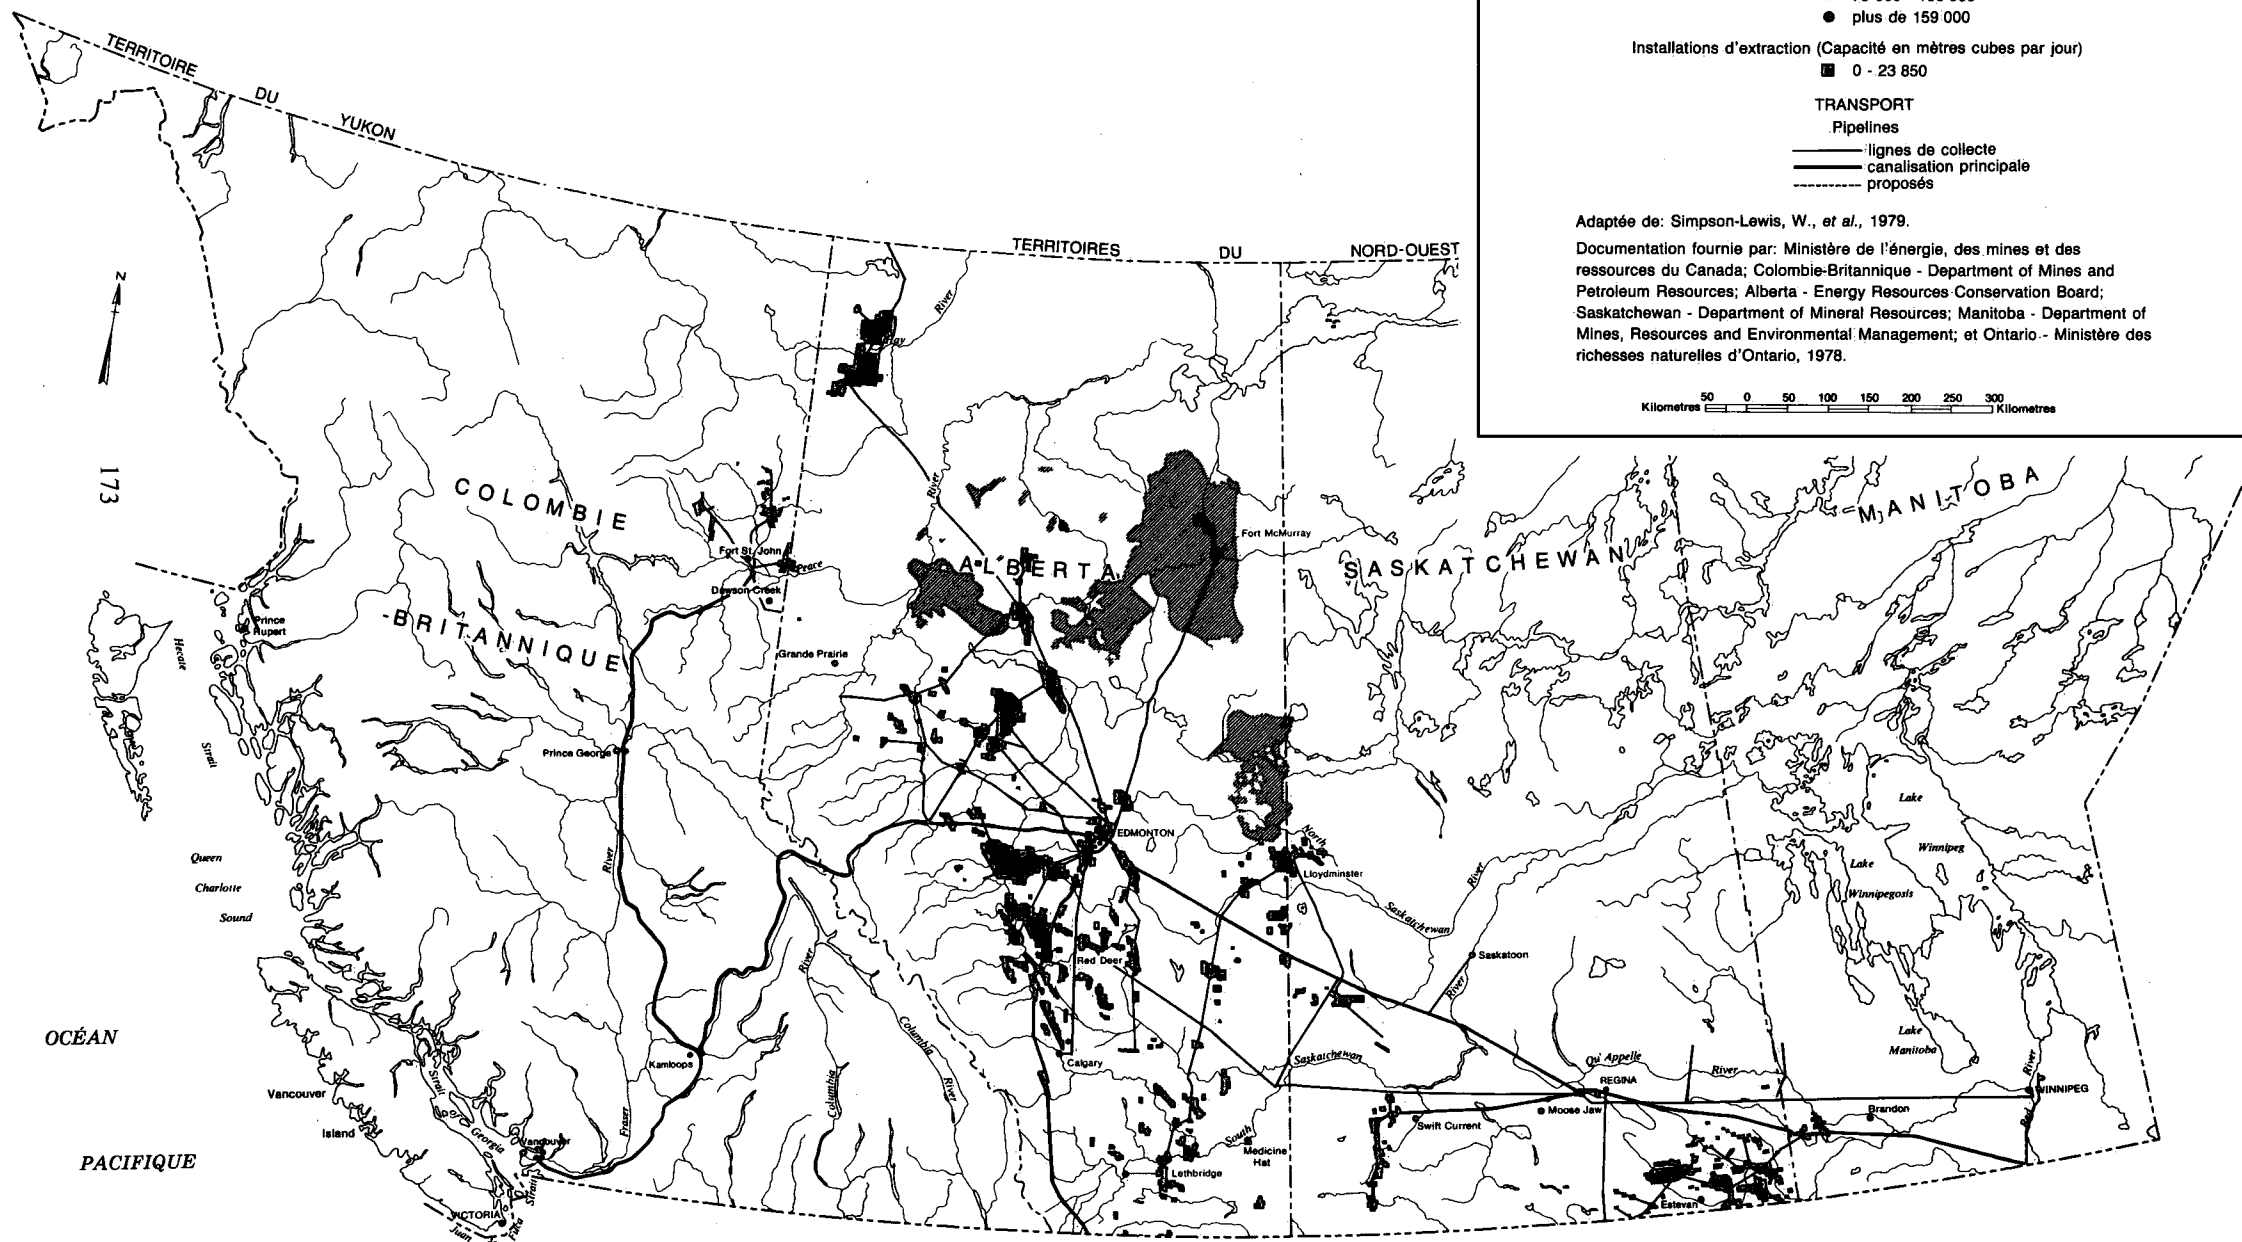 plus de 159 000
Installations d'extraction (Capacité en mètres cubes par jour)
0 - 23 850
TRANSPORT
Pipelines
lignes de collecte
canalisation principale
proposés
Adaptée de: Simpson-Lewis, W., et al., 1979.
Documentation fournie par: Ministère de l'énergie, des mines et des
ressources du Canada; Colombie-Britannique - Department of Mines and
Petroleum Resources; Alberta - Energy Resources Conservation Board;
Saskatchewan - Department of Mineral Resources; Manitoba - Department of
Mines, Resources and Environmental Management; et Ontario - Ministère des
richesses naturelles d'Ontario, 1978.
Kilometres 50 0 50 100 150 200 250 300 Kilometres
TERRITOIRE DU YUKON
TERRITOIRES DU NORD-OUEST
N
173
River
River
COLOMBIE
-BRITANNIQUE
ALBERTA
SASKATCHEWAN
MANITOBA
Fort McMurray
Fort St. John
Peace
Dawson Creek
Prince
Rupert
Hecate
Strait
Grande Prairie
Prince George
River
EDMONTON
North
Saskatchewan
River
Lloydminster
Lake
Winnipeg
Lake
Winnipegosis
Queen
Charlotte
Sound
Red Deer
Saskatoon
River
River
Columbia
River
OCÉAN
PACIFIQUE
Kamloops
Calgary
Saskatchewan
Qu'Appelle
River
Lake
Manitoba
River
Red
WINNIPEG
REGINA
Moose Jaw
Brandon
Swift Current
Vancouver
Island
Strait
Georgia
Vancouver
Fraser
Columbia
South
Medicine
Hat
Lethbridge
Estevan
VICTORIA
Juan
Fuca
Strait